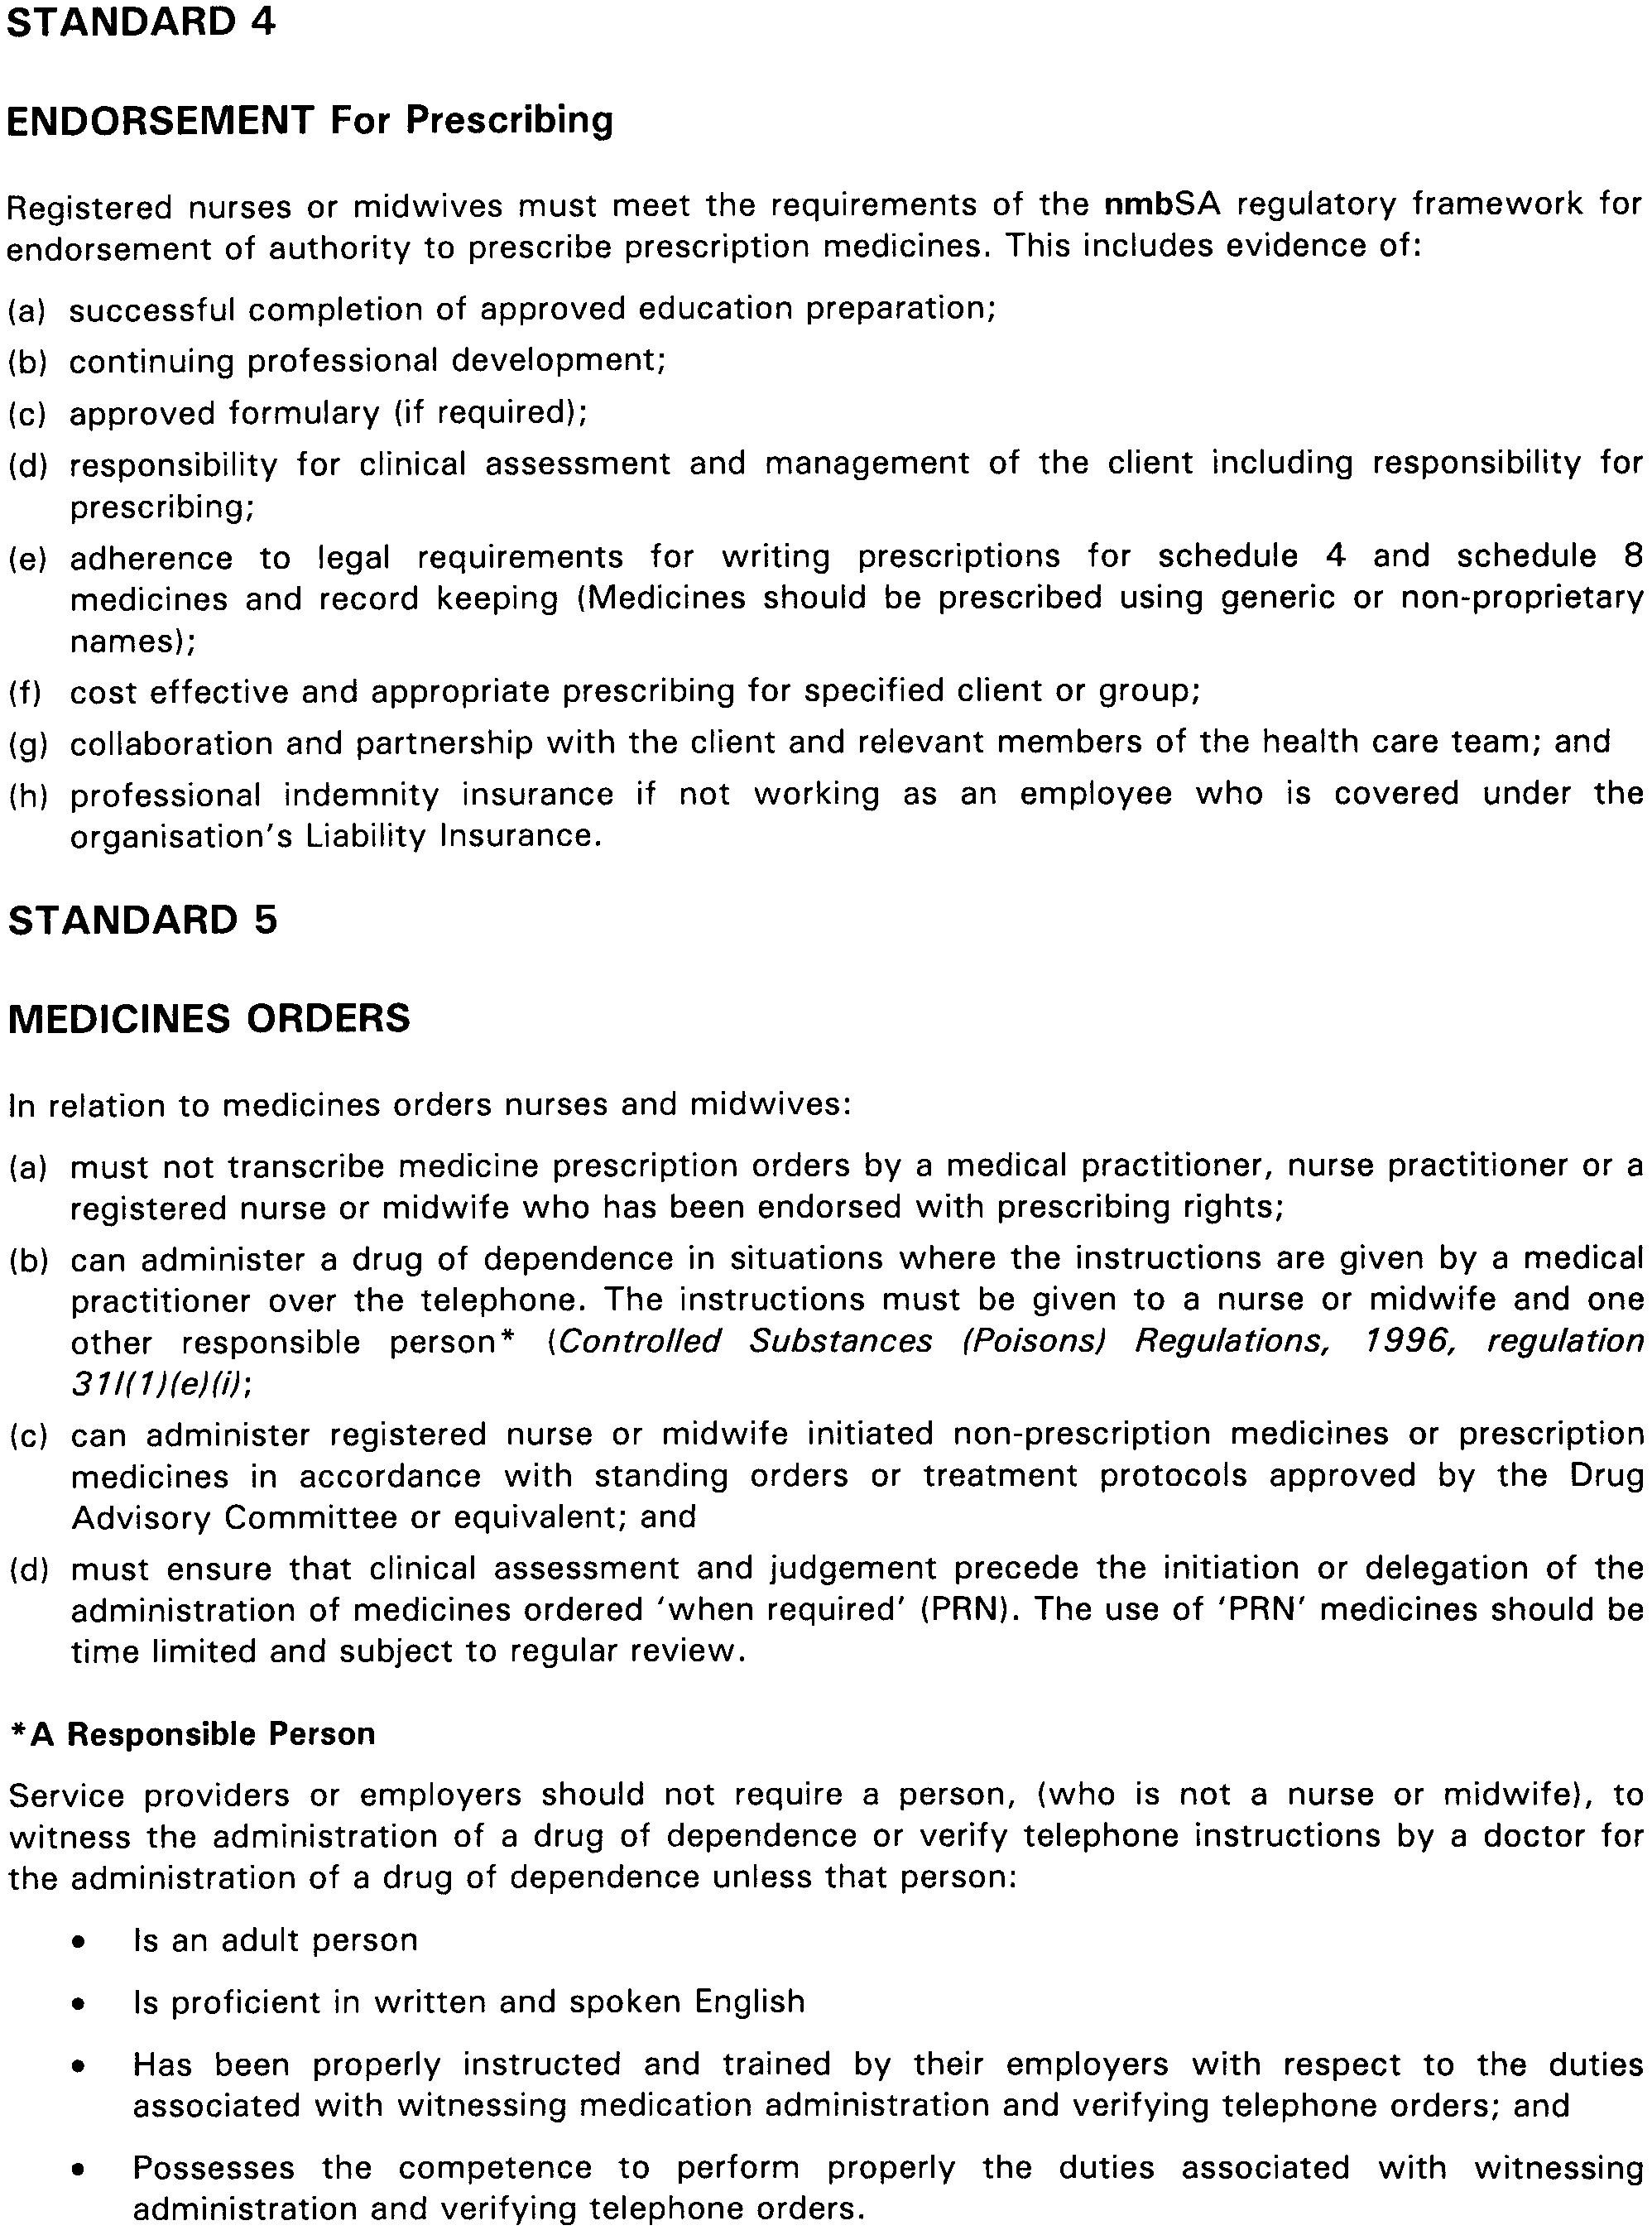 STANDARD 4
ENDORSEMENT For Prescribing
Registered nurses or midwives must meet the requirements of the nmbSA regulatory framework for
endorsement of authority to prescribe prescription medicines. This includes evidence of:
(a) successful completion of approved education preparation;
(b) continuing professional development;
(c) approved formulary (if required);
(d) responsibility for clinical assessment and management of the client including responsibility for
prescribing;
(e) adherence to legal requirements for writing prescriptions for schedule 4 and schedule 8
medicines and record keeping (Medicines should be prescribed using generic or non-proprietary
names);
(f) cost effective and appropriate prescribing for specified client or group;
(g) collaboration and partnership with the client and relevant members of the health care team; and
(h) professional indemnity insurance if not working as an employee who is covered under the
organisation's Liability Insurance.
STANDARD 5
MEDICINES ORDERS
In relation to medicines orders nurses and midwives:
(a) must not transcribe medicine prescription orders by a medical practitioner, nurse practitioner or a
registered nurse or midwife who has been endorsed with prescribing rights;
(b) can administer a drug of dependence in situations where the instructions are given by a medical
practitioner over the telephone. The instructions must be given to a nurse or midwife and one
other responsible person* (Controlled Substances (Poisons) Regulations, 1996, regulation
31I(1)(e)(i);
(c) can administer registered nurse or midwife initiated non-prescription medicines or prescription
medicines in accordance with standing orders or treatment protocols approved by the Drug
Advisory Committee or equivalent; and
(d) must ensure that clinical assessment and judgement precede the initiation or delegation of the
administration of medicines ordered 'when required' (PRN). The use of 'PRN' medicines should be
time limited and subject to regular review.
*A Responsible Person
Service providers or employers should not require a person, (who is not a nurse or midwife), to
witness the administration of a drug of dependence or verify telephone instructions by a doctor for
the administration of a drug of dependence unless that person:
• Is an adult person
• Is proficient in written and spoken English
• Has been properly instructed and trained by their employers with respect to the duties
associated with witnessing medication administration and verifying telephone orders; and
• Possesses the competence to perform properly the duties associated with witnessing
administration and verifying telephone orders.